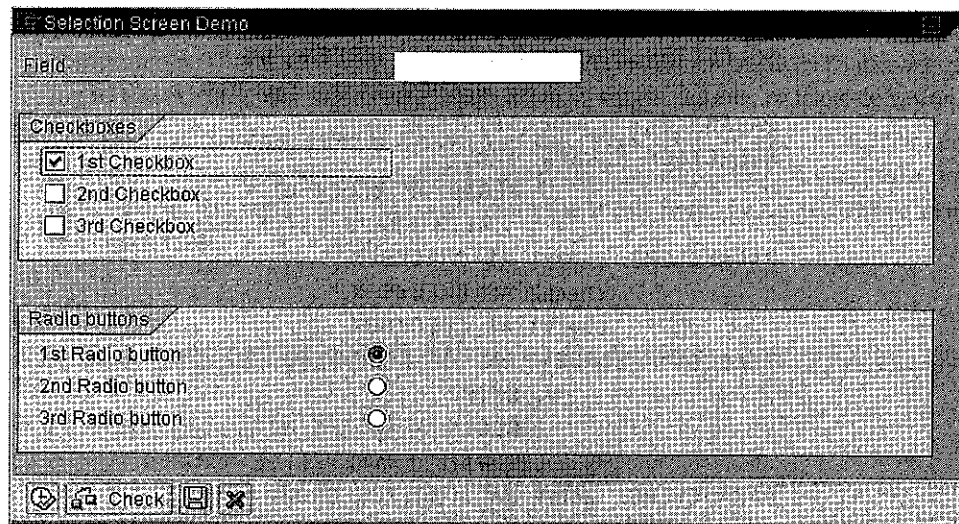 Selection Screen Demo
Field
Checkboxes
1st Checkbox
2nd Checkbox
3rd Checkbox
Radio buttons
1st Radio button
2nd Radio button
3rd Radio button
Check